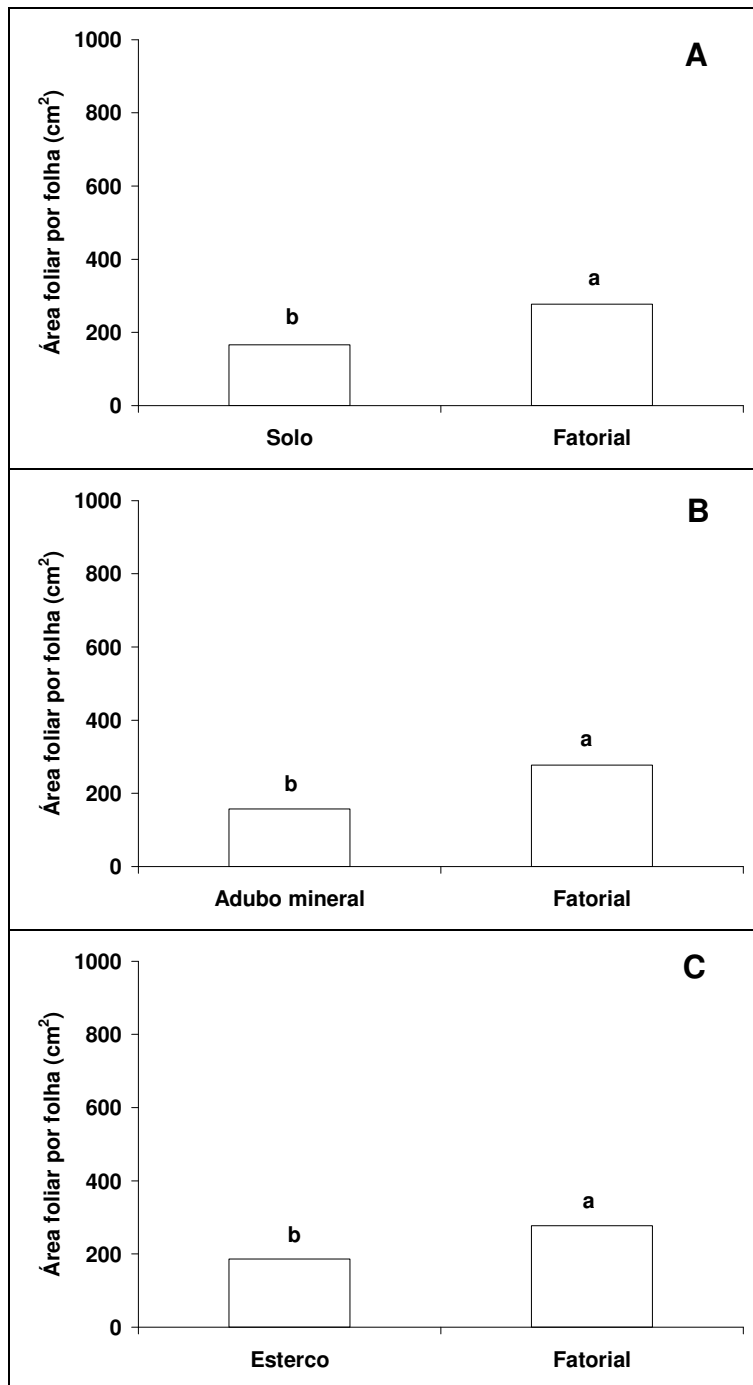 A
Área foliar por folha (cm²)
1000
800
600
400
200
0
b
a
Solo
Fatorial
B
Área foliar por folha (cm²)
1000
800
600
400
200
0
b
a
Adubo mineral
Fatorial
C
Área foliar por folha (cm²)
1000
800
600
400
200
0
b
a
Esterco
Fatorial